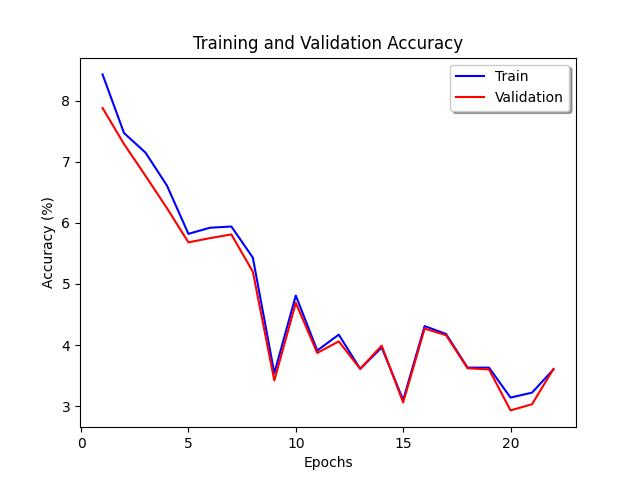 Training and Validation Accuracy
Train
Validation
Accuracy (%)
8
7
6
5
4
3
0
5
10
15
20
Epochs